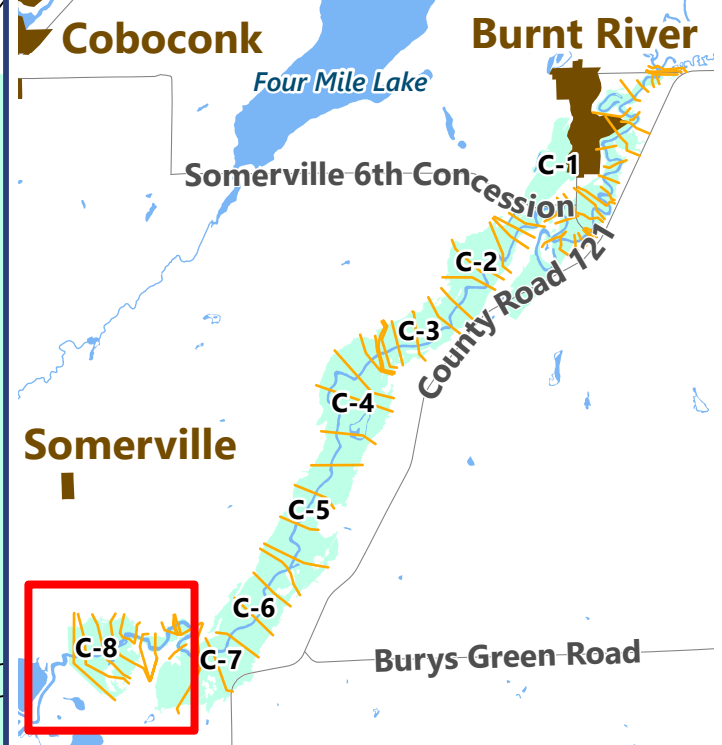 Coboconk
Burnt River
Four Mile Lake
C-1
Somerville 6th Concession
C-2
County Road 121
C-3
C-4
Somerville
C-5
C-6
C-8
C-7
Burys Green Road